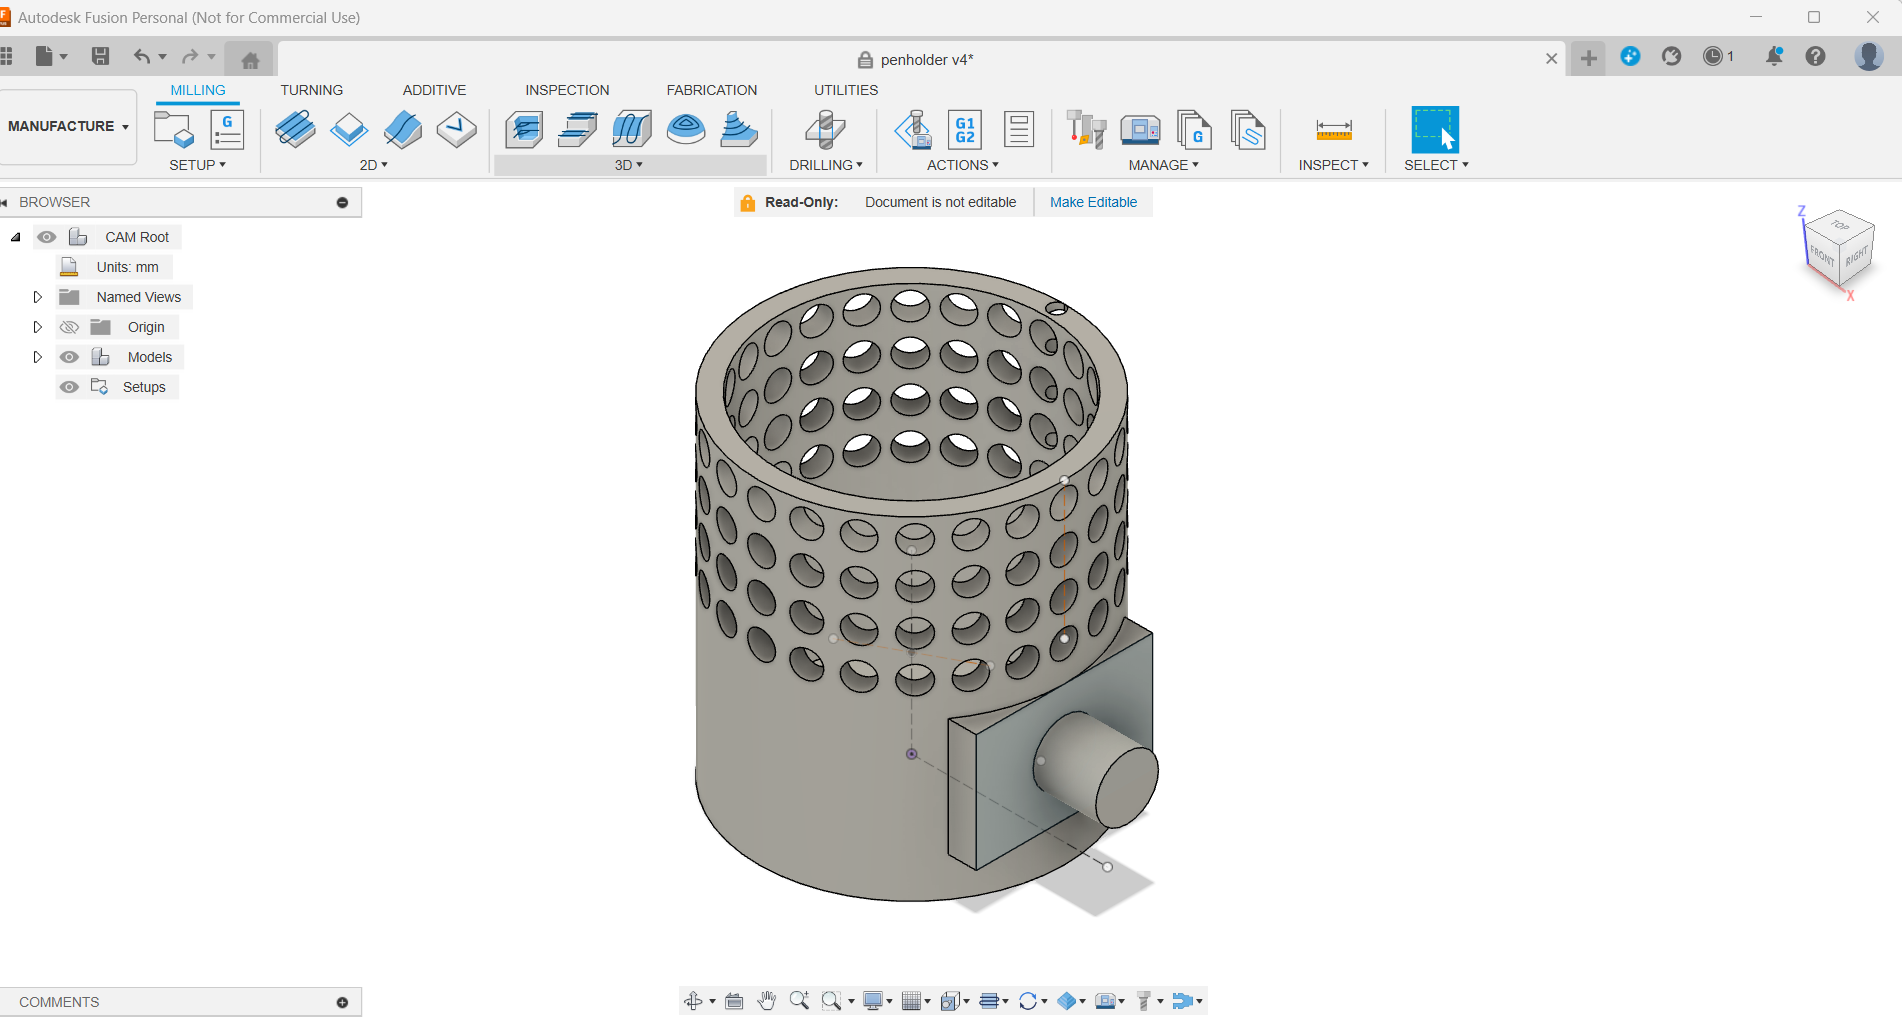 Autodesk Fusion Personal (Not for Commercial Use)
penholder v4*
1
MILLING TURNING ADDITIVE INSPECTION FABRICATION UTILITIES
MANUFACTURE
G
G1
G2
G
SETUP 2D 3D DRILLING ACTIONS MANAGE INSPECT SELECT
BROWSER
Read-Only: Document is not editable Make Editable
CAM Root
Units: mm
Named Views
Origin
Models
Setups
Z
TOP
FRONT
RIGHT
X
COMMENTS